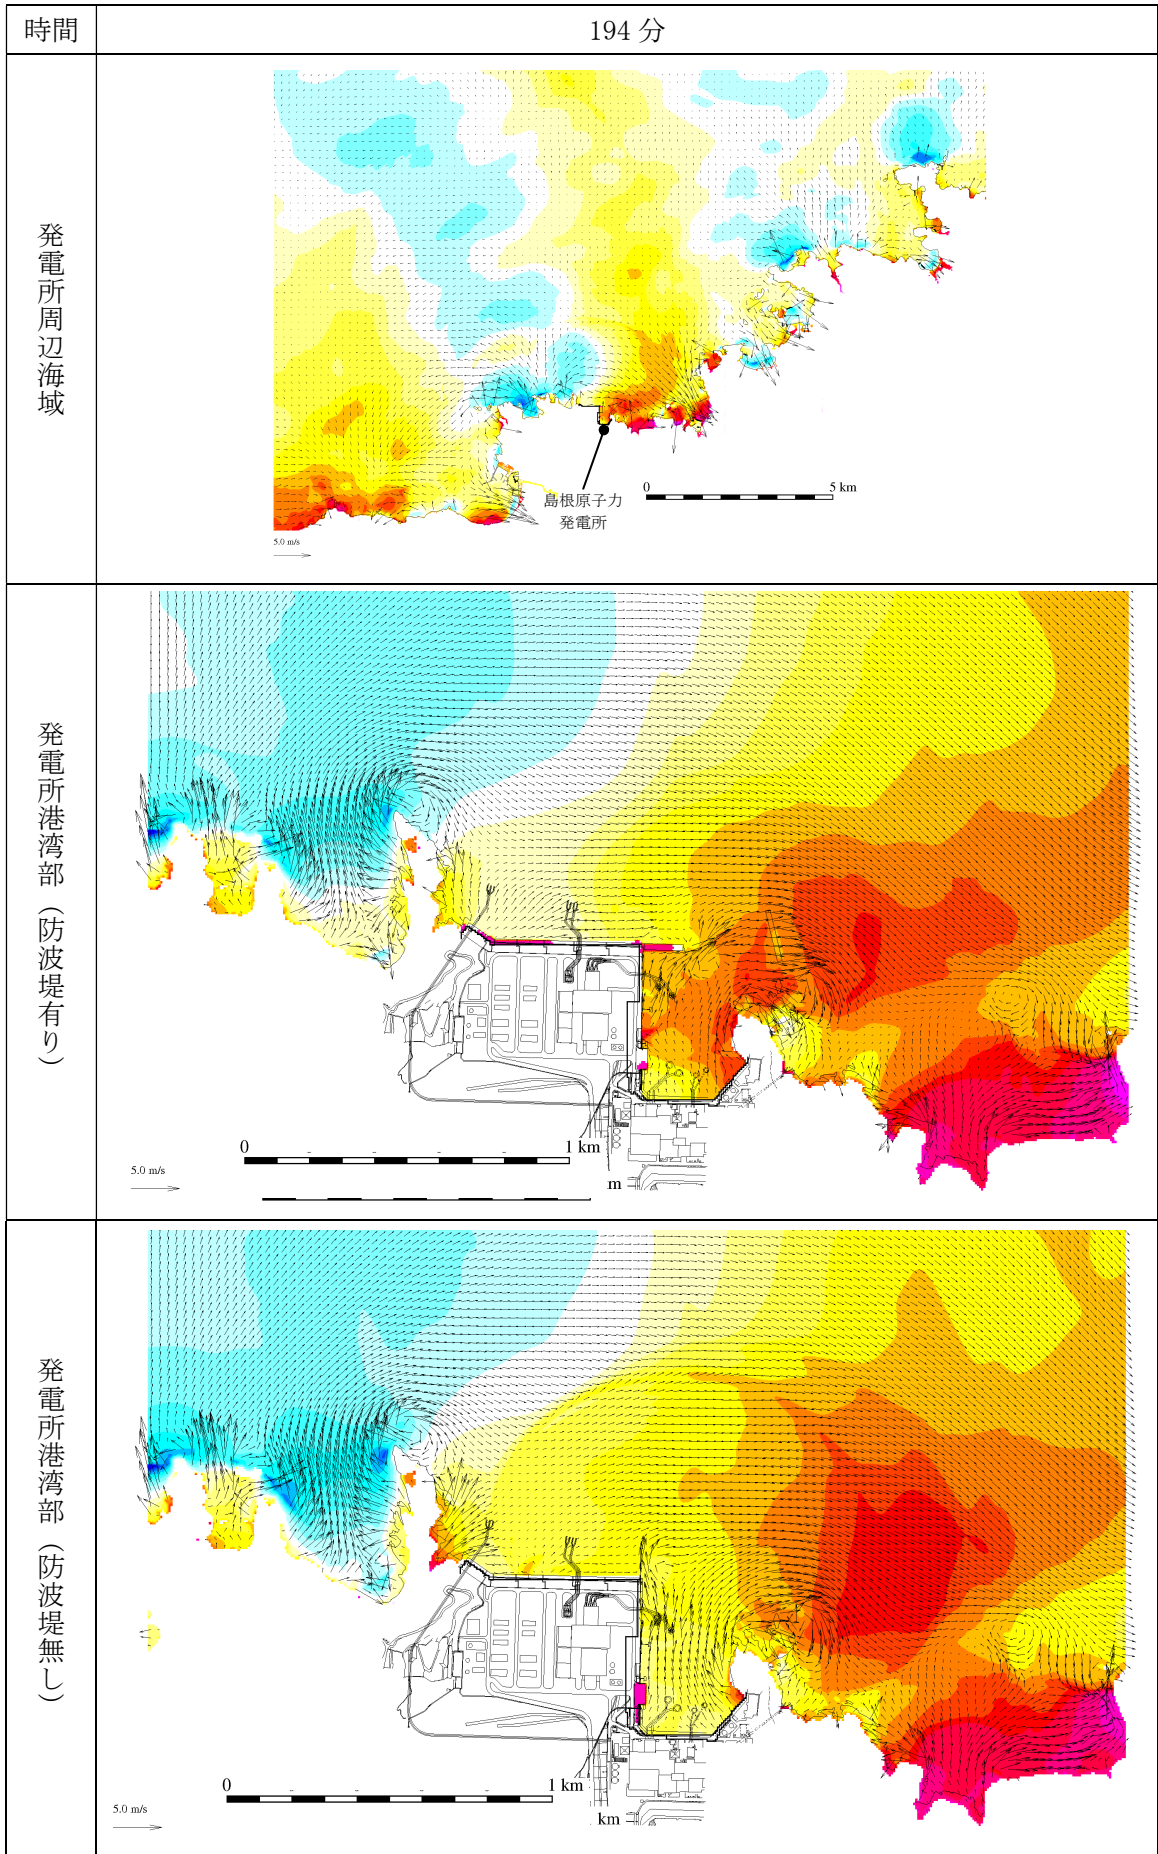 時間
194 分
発電所周辺海域
島根原子力
発電所
0 5 km
5.0 m/s
発電所港湾部（防波堤有り）
0 1 km
5.0 m/s
m
発電所港湾部（防波堤無し）
0 1 km
5.0 m/s
km